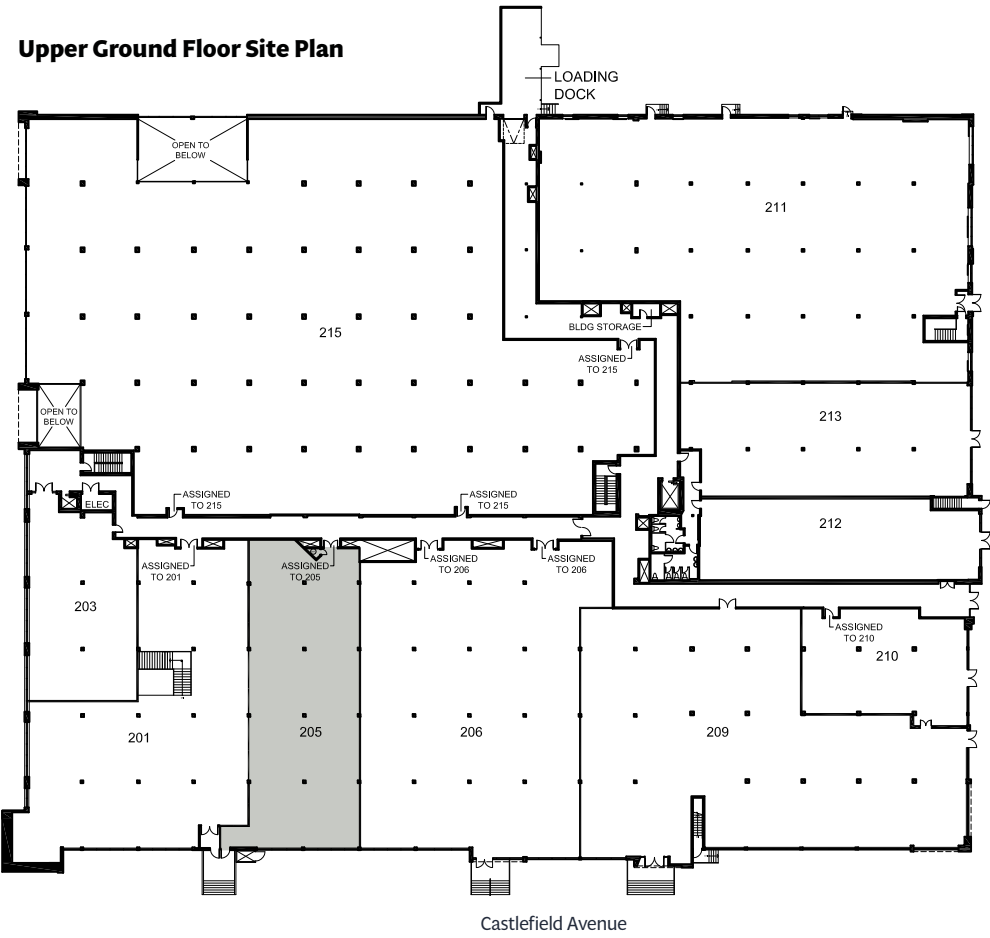 Upper Ground Floor Site Plan
LOADING
DOCK
OPEN TO
BELOW
211
BLDG STORAGE
215
ASSIGNED
TO 215
OPEN TO
BELOW
213
ELEC
ASSIGNED
TO 215
ASSIGNED
TO 215
212
ASSIGNED
TO 201
ASSIGNED
TO 205
ASSIGNED
TO 206
ASSIGNED
TO 206
203
ASSIGNED
TO 210
210
201
205
206
209
Castlefield Avenue